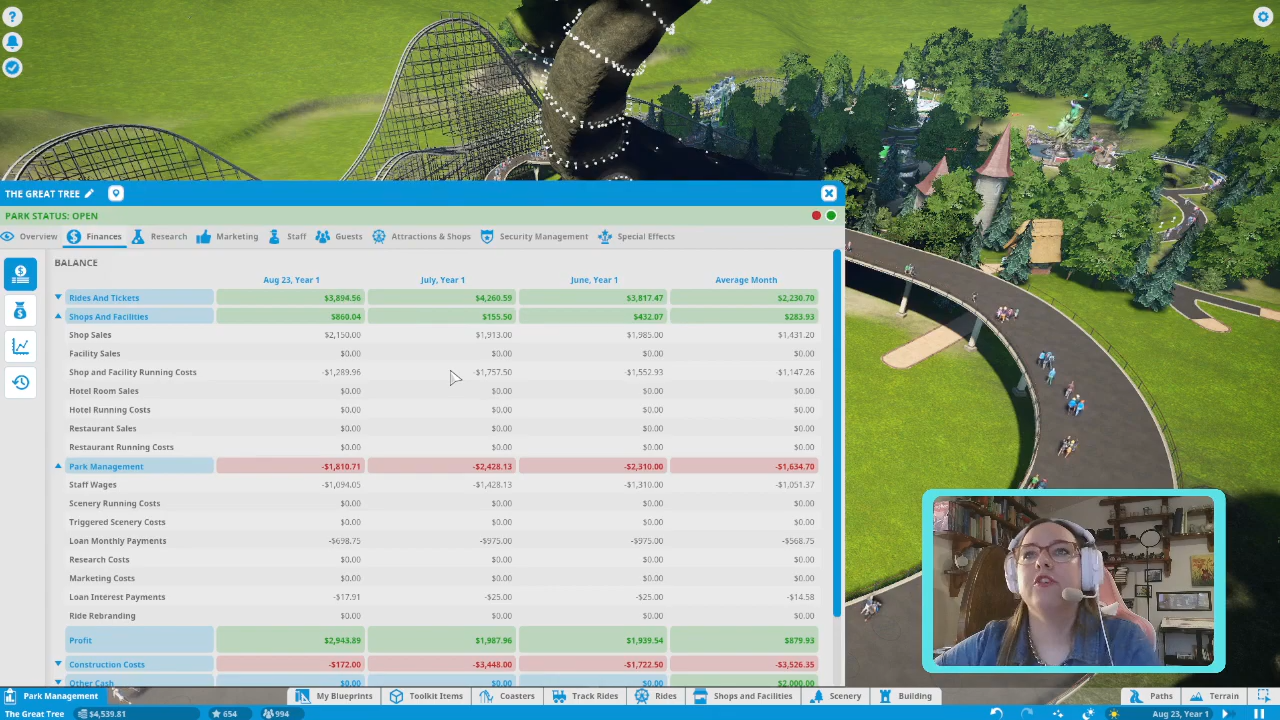 THE GREAT TREE
PARK STATUS: OPEN
Overview Finances Research Marketing Staff Guests Attractions & Shops Security Management Special Effects
BALANCE
Aug 23, Year 1 July, Year 1 June, Year 1 Average Month
Rides And Tickets $3,894.56 $4,260.59 $3,817.47 $2,230.70
Shops And Facilities $860.04 $155.50 $432.07 $283.93
Shop Sales $2,150.00 $1,913.00 $1,985.00 $1,431.20
Facility Sales $0.00 $0.00 $0.00 $0.00
Shop and Facility Running Costs -$1,289.96 -$1,757.50 -$1,552.93 -$1,147.26
Hotel Room Sales $0.00 $0.00 $0.00 $0.00
Hotel Running Costs $0.00 $0.00 $0.00 $0.00
Restaurant Sales $0.00 $0.00 $0.00 $0.00
Restaurant Running Costs $0.00 $0.00 $0.00 $0.00
Park Management -$1,810.71 -$2,428.13 -$2,310.00 -$1,634.70
Staff Wages -$1,094.05 -$1,428.13 -$1,310.00 -$1,051.37
Scenery Running Costs $0.00 $0.00 $0.00 $0.00
Triggered Scenery Costs $0.00 $0.00 $0.00 $0.00
Loan Monthly Payments -$698.75 -$975.00 -$975.00 -$568.75
Research Costs $0.00 $0.00 $0.00 $0.00
Marketing Costs $0.00 $0.00 $0.00 $0.00
Loan Interest Payments -$17.91 -$25.00 -$25.00 -$14.58
Ride Rebranding $0.00 $0.00 $0.00 $0.00
Profit $2,943.89 $1,987.96 $1,939.54 $879.93
Construction Costs -$172.00 -$3,448.00 -$1,722.50 -$3,526.35
Other Cash $0.00 $0.00 $0.00 $2,000.00
Park Management My Blueprints Toolkit Items Coasters Track Rides Rides Shops and Facilities Scenery Building Paths Terrain
The Great Tree $4,539.81 654 994 Aug 23, Year 1